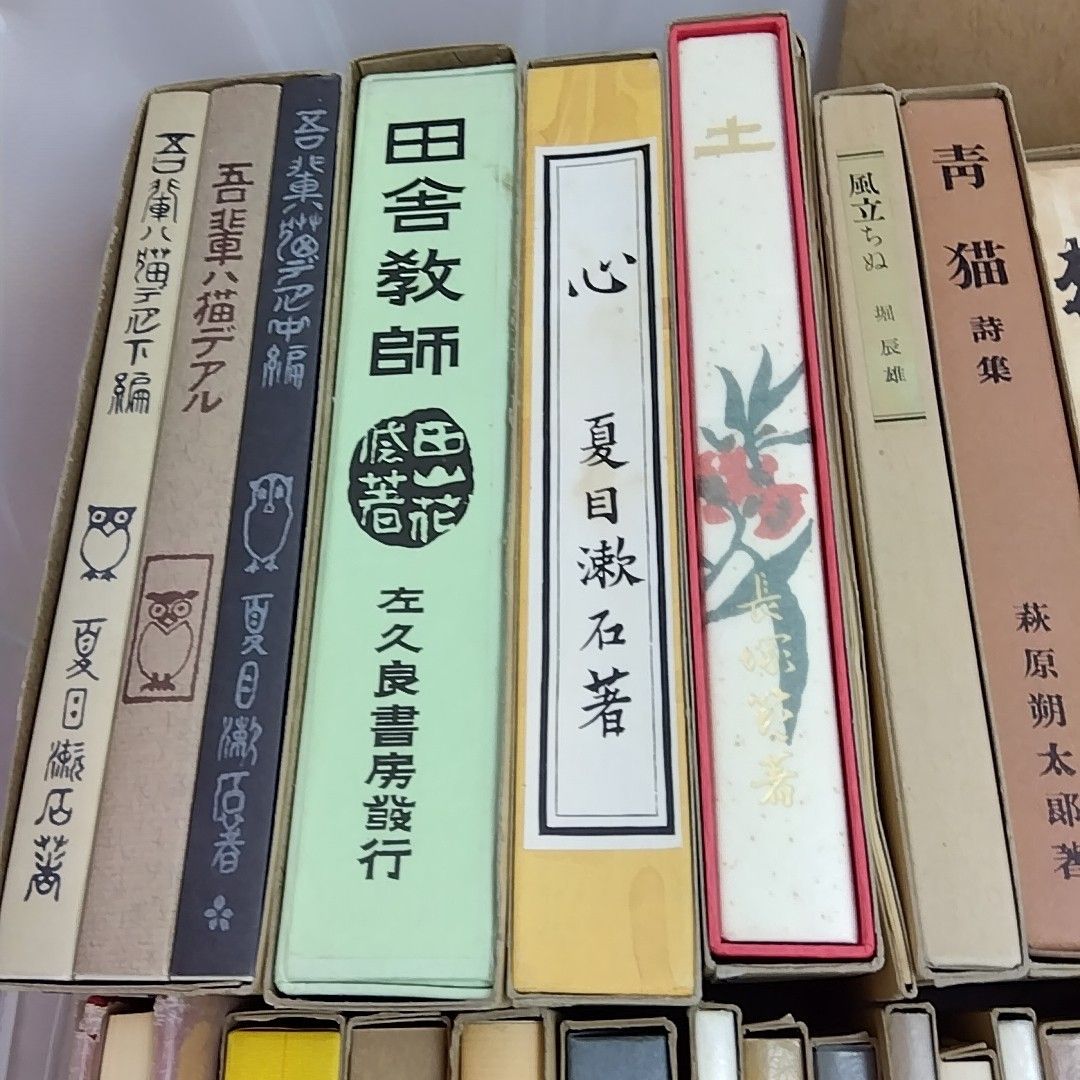 吾輩ハ猫デアル下編
夏目漱石著
吾輩ハ猫デアル
吾輩ハ猫デアル中編
夏目漱石著
田舎教師
田山花
袋著
左久良書房發行
心
夏目漱石著
土
長塚節著
風立ちぬ
堀辰雄
青猫
詩集
萩原朔太郎著